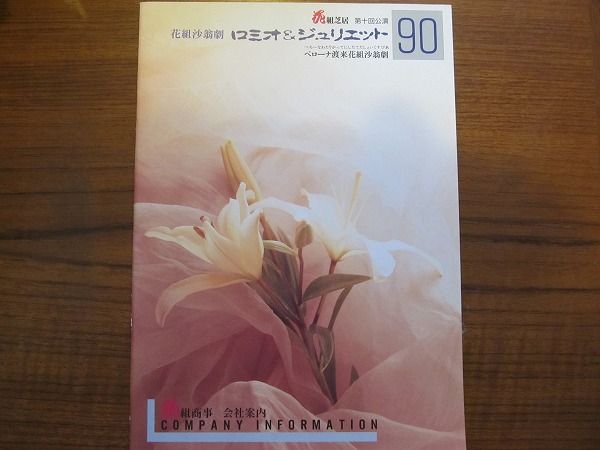 花組芝居 第十回公演
90
花組沙翁劇 ロミオ&ジュリエット
ベローナ渡来花組沙翁劇
花組商事 会社案内
COMPANY INFORMATION